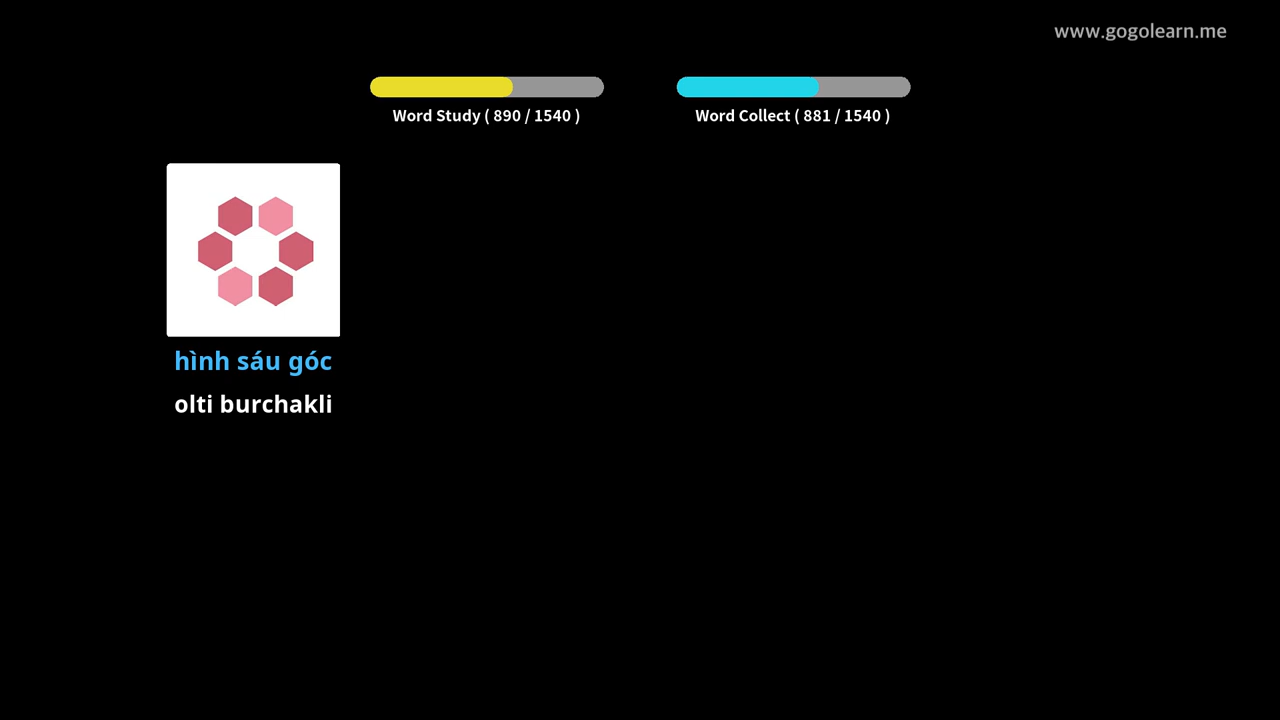 www.gogolearn.me
Word Study ( 890 / 1540 )
Word Collect ( 881 / 1540 )
hình sáu góc
olti burchakli